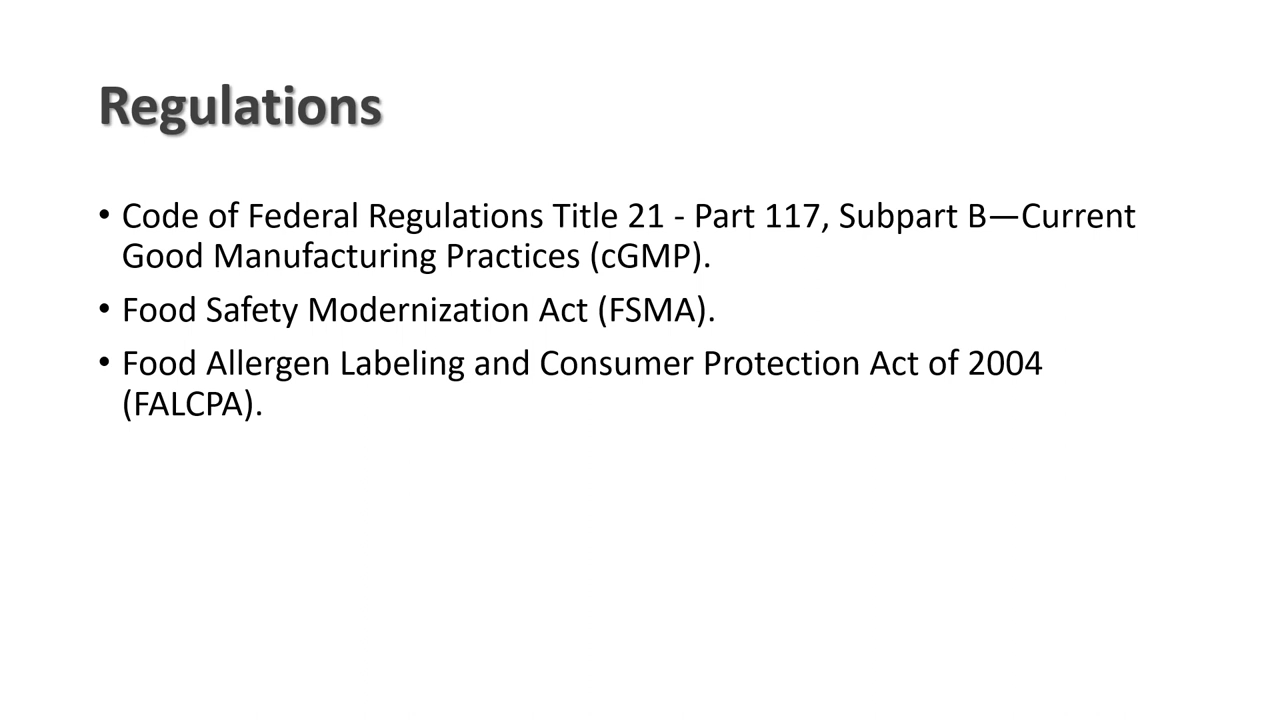 Regulations
• Code of Federal Regulations Title 21 - Part 117, Subpart B—Current
Good Manufacturing Practices (cGMP).
• Food Safety Modernization Act (FSMA).
• Food Allergen Labeling and Consumer Protection Act of 2004
(FALCPA).